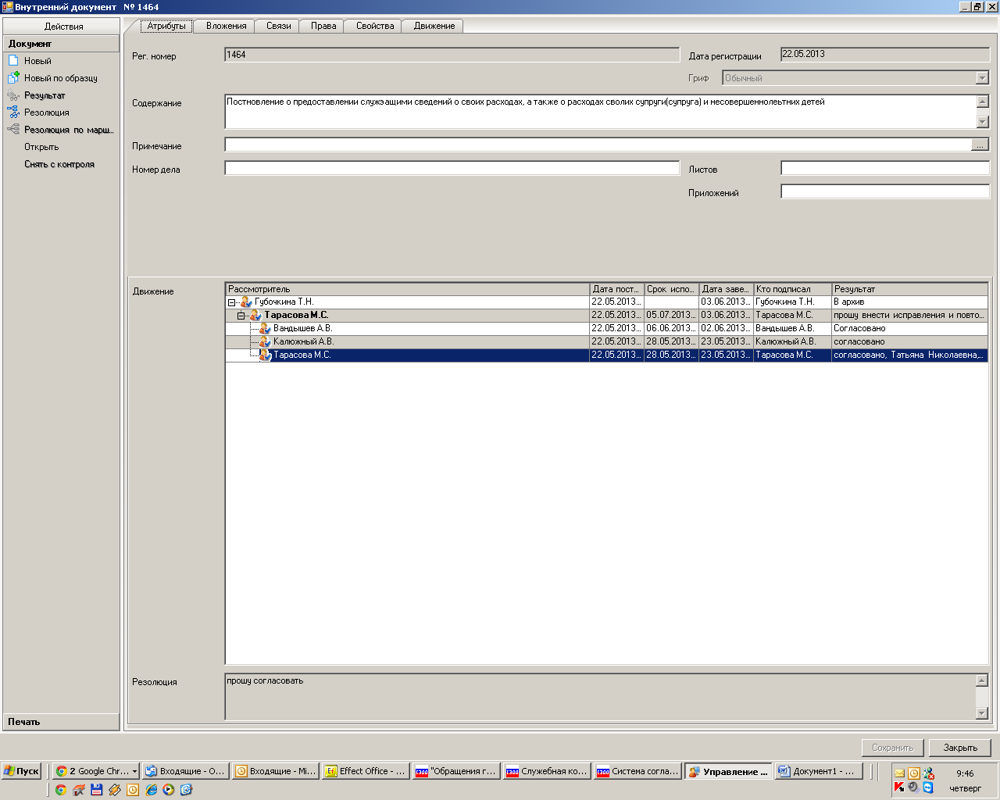 Внутренний документ № 1464
Действия
Документ
Новый
Новый по образцу
Результат
Резолюция
Резолюция по марш...
Открыть
Снять с контроля
Печать
Атрибуты Вложения Связи Права Свойства Движение
Рег. номер 1464 Дата регистрации 22.05.2013
Гриф Обычный
Содержание Постновление о предоставлении служэащими сведений о своих расходах, а также о расходах сволих супруги(супруга) и несовершеннолеьтних детей
Примечание ...
Номер дела Листов
Приложений
Движение
Рассмотритель Дата пост... Срок испо... Дата заве... Кто подписал Результат
Губочкина Т.Н. 22.05.2013... 03.06.2013... Губочкина Т.Н. В архив
Тарасова М.С. 22.05.2013... 05.07.2013... 03.06.2013... Тарасова М.С. прошу внести исправления и повто...
Вандышев А.В. 22.05.2013... 06.06.2013... 02.06.2013... Вандышев А.В. Согласовано
Калюжный А.В. 22.05.2013... 28.05.2013... 23.05.2013... Калюжный А.В. согласовано
Тарасова М.С. 22.05.2013... 28.05.2013... 23.05.2013... Тарасова М.С. согласовано, Татьяна Николаевна,...
Резолюция прошу согласовать
Сохранить Закрыть
Пуск 2 Google Chr... Входящие - O... Входящие - Mi... Effect Office - ... "Обращения г... Служебная ко... Система согла... Управление ... Документ1 - ... 9:46
четверг